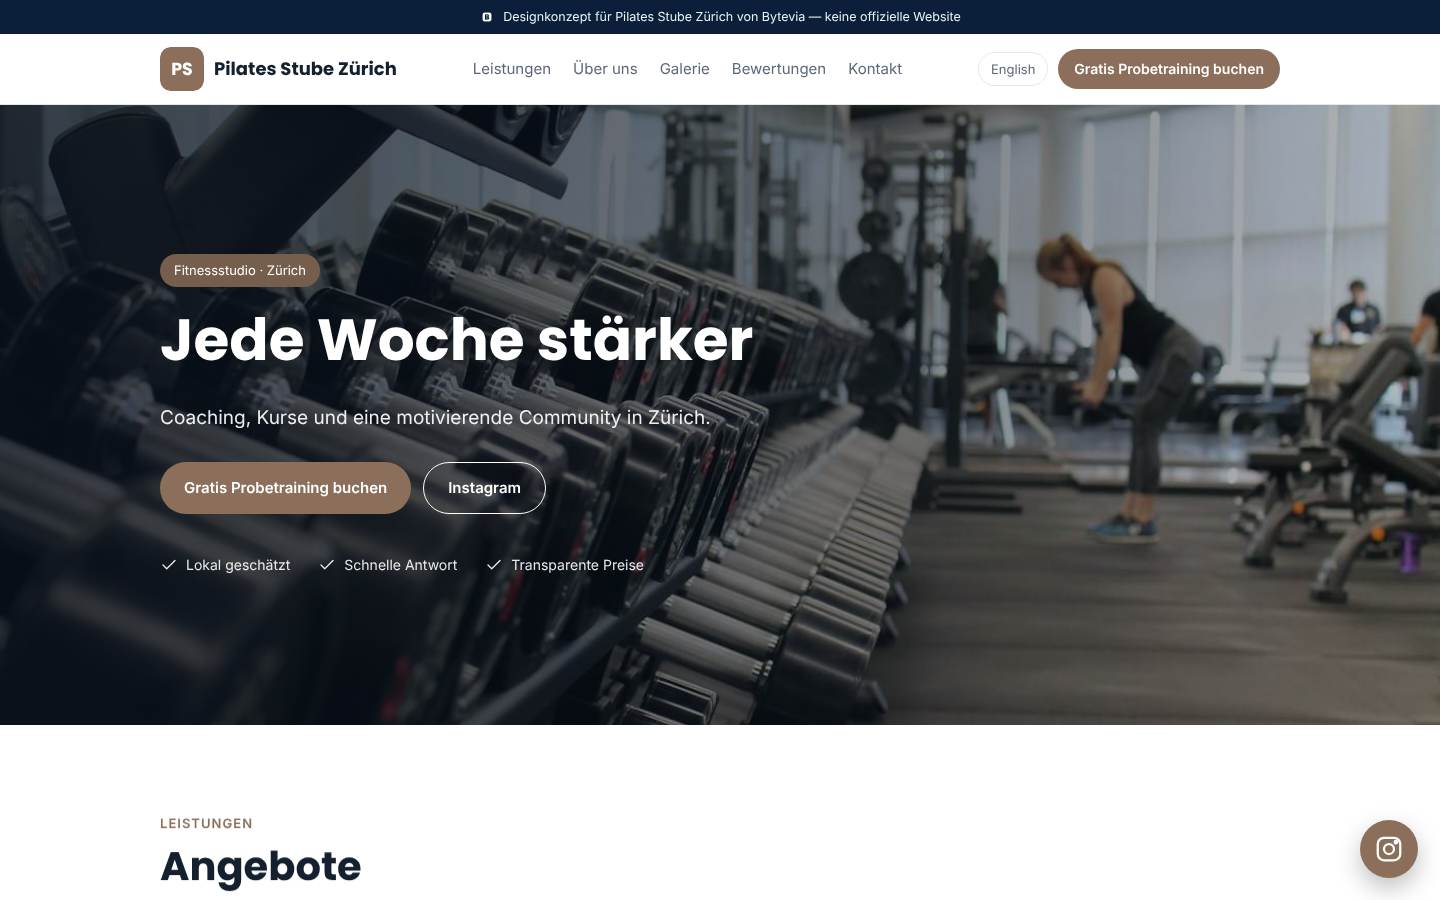 Designkonzept für Pilates Stube Zürich von Bytevia — keine offizielle Website
PS Pilates Stube Zürich Leistungen Über uns Galerie Bewertungen Kontakt English Gratis Probetraining buchen
Fitnessstudio · Zürich
Jede Woche stärker
Coaching, Kurse und eine motivierende Community in Zürich.
Gratis Probetraining buchen Instagram
Lokal geschätzt Schnelle Antwort Transparente Preise
LEISTUNGEN
Angebote